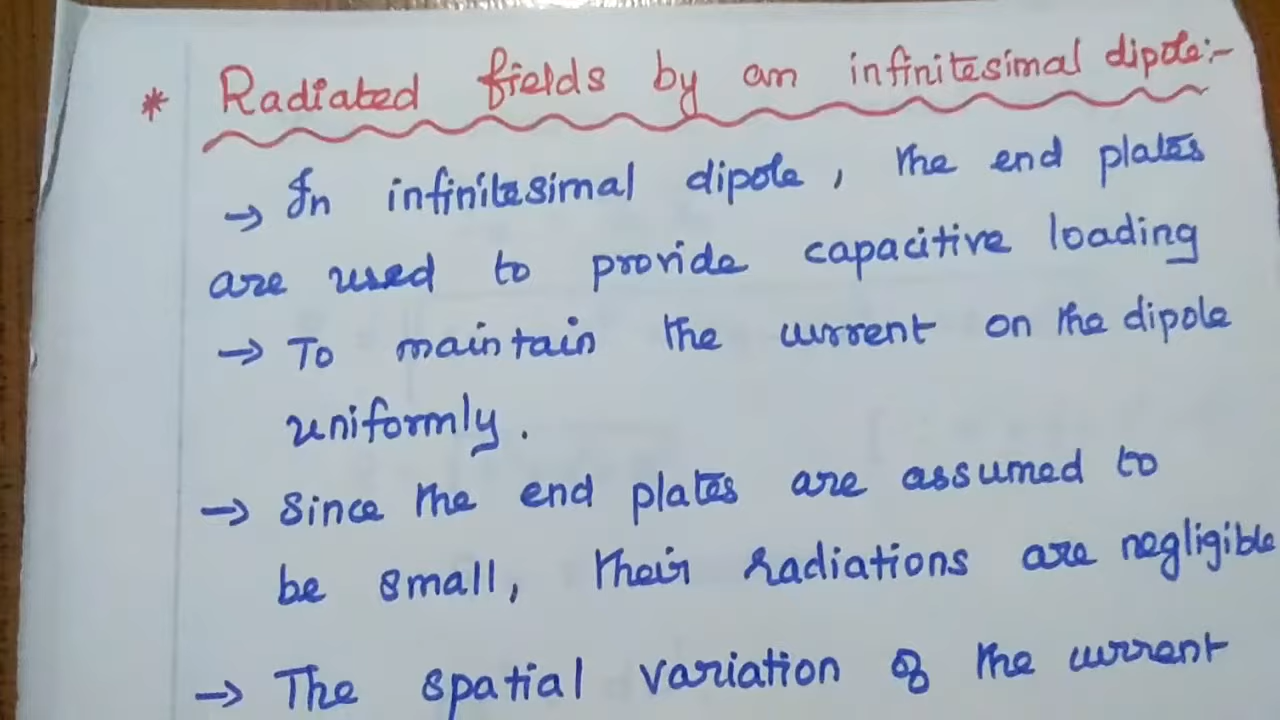 * Radiated fields by an infinitesimal dipole:-
→ In infinitesimal dipole, the end plates
are used to provide capacitive loading
→ To maintain the current on the dipole
uniformly.
→ Since the end plates are assumed to
be small, their radiations are negligible
→ The spatial variation of the current